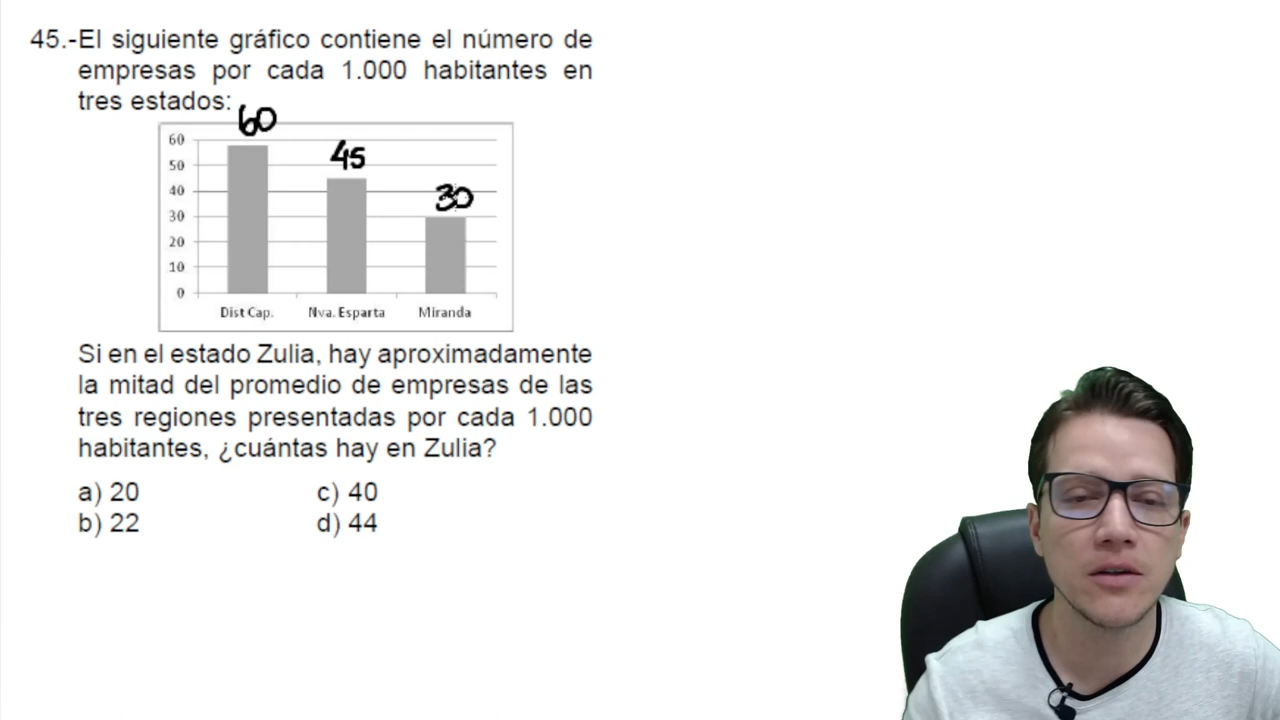 45.-El siguiente gráfico contiene el número de
empresas por cada 1.000 habitantes en
tres estados:
60
45
30
60
50
40
30
20
10
0
Dist Cap. Nva. Esparta Miranda
Si en el estado Zulia, hay aproximadamente
la mitad del promedio de empresas de las
tres regiones presentadas por cada 1.000
habitantes, ¿cuántas hay en Zulia?
a) 20 c) 40
b) 22 d) 44